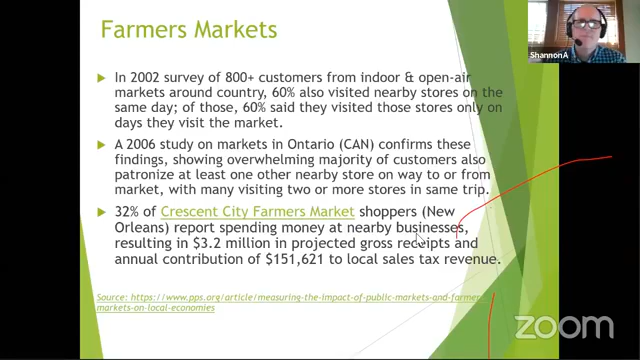 Farmers Markets
In 2002 survey of 800+ customers from indoor & open-air
markets around country, 60% also visited nearby stores on the
same day; of those, 60% said they visited those stores only on
days they visit the market.
A 2006 study on markets in Ontario (CAN) confirms these
findings, showing overwhelming majority of customers also
patronize at least one other nearby store on way to or from
market, with many visiting two or more stores in same trip.
32% of Crescent City Farmers Market shoppers (New
Orleans) report spending money at nearby businesses,
resulting in $3.2 million in projected gross receipts and
annual contribution of $151,621 to local sales tax revenue.
Source: https://www.pps.org/article/measuring-the-impact-of-public-markets-and-farmers-
markets-on-local-economies
ShannonA
zoom